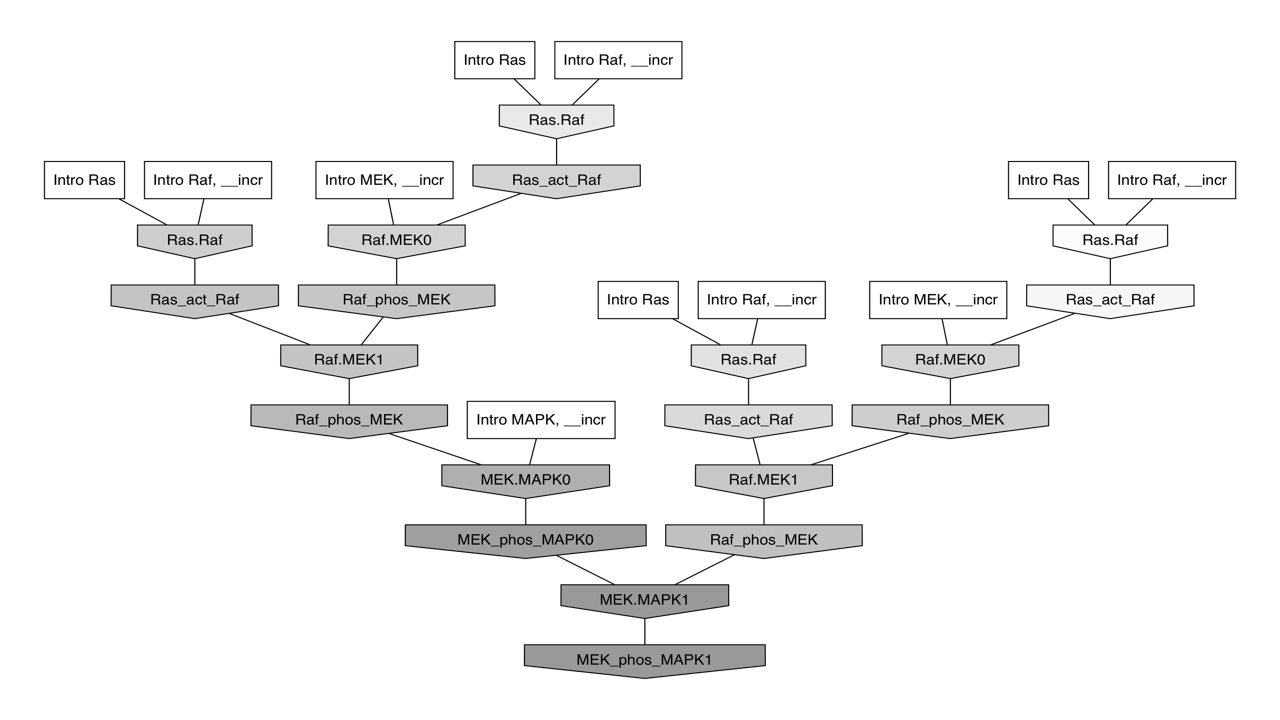 Intro Ras
Intro Raf, __incr
Ras.Raf
Intro Ras
Intro Raf, __incr
Intro MEK, __incr
Ras_act_Raf
Intro Ras
Intro Raf, __incr
Ras.Raf
Raf.MEK0
Ras.Raf
Ras_act_Raf
Raf_phos_MEK
Intro Ras
Intro Raf, __incr
Intro MEK, __incr
Ras_act_Raf
Raf.MEK1
Ras.Raf
Raf.MEK0
Raf_phos_MEK
Intro MAPK, __incr
Ras_act_Raf
Raf_phos_MEK
MEK.MAPK0
Raf.MEK1
MEK_phos_MAPK0
Raf_phos_MEK
MEK.MAPK1
MEK_phos_MAPK1